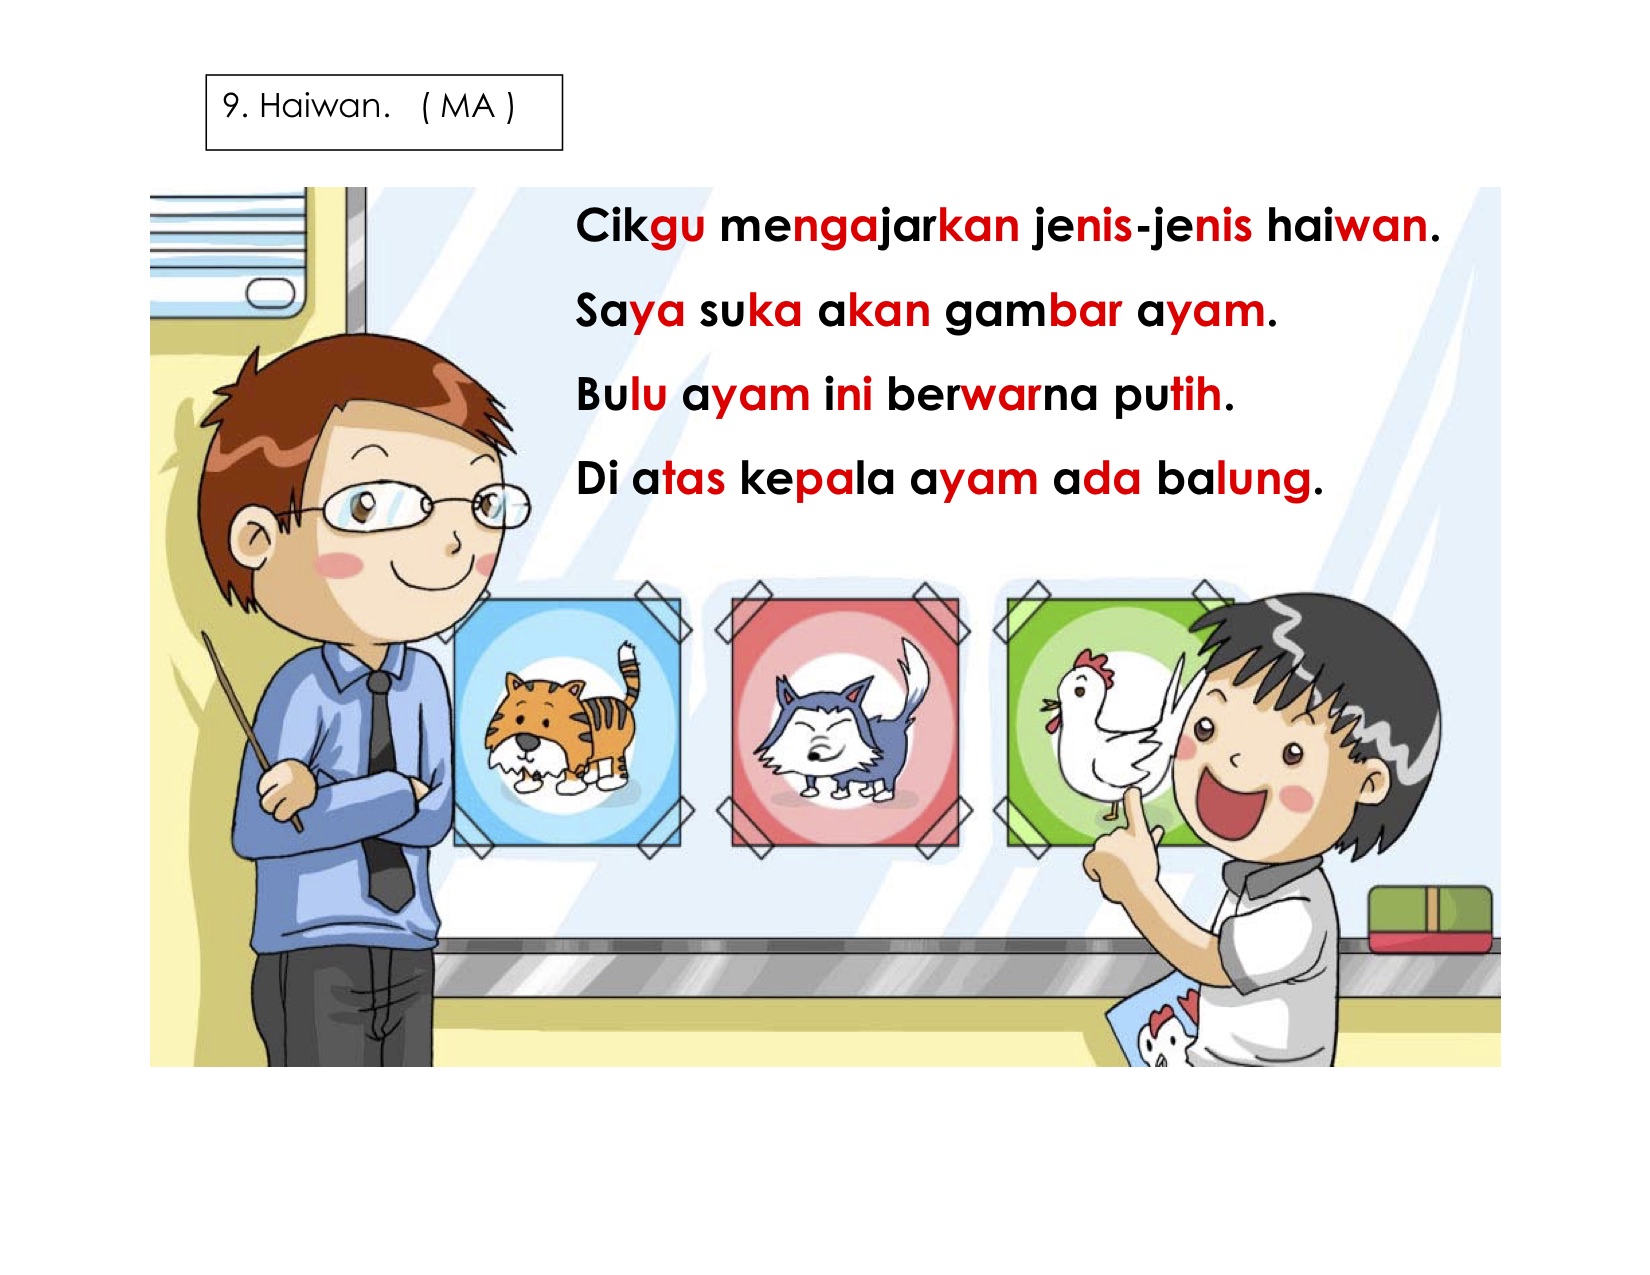 9. Haiwan. ( MA )
Cikgu mengajarkan jenis-jenis haiwan.
Saya suka akan gambar ayam.
Bulu ayam ini berwarna putih.
Di atas kepala ayam ada balung.